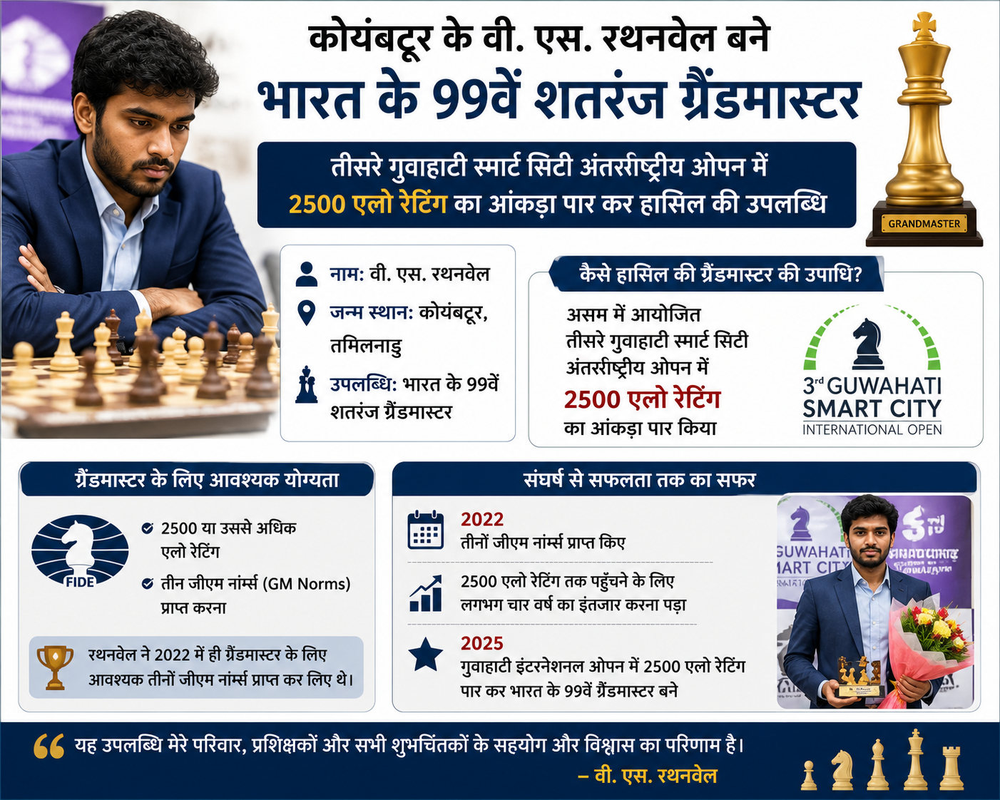 कोयंबटूर के वी. एस. रथनवेल बने
भारत के 99वें शतरंज ग्रैंडमास्टर
तीसरे गुवाहाटी स्मार्ट सिटी अंतर्राष्ट्रीय ओपन में
2500 एलो रेटिंग का आंकड़ा पार कर हासिल की उपलब्धि
GRANDMASTER
नाम: वी. एस. रथनवेल
जन्म स्थान: कोयंबटूर,
तमिलनाडु
उपलब्धि: भारत के 99वें
शतरंज ग्रैंडमास्टर
कैसे हासिल की ग्रैंडमास्टर की उपाधि?
असम में आयोजित
तीसरे गुवाहाटी स्मार्ट सिटी
अंतर्राष्ट्रीय ओपन में
2500 एलो रेटिंग
का आंकड़ा पार किया
3rd GUWAHATI
SMART CITY
INTERNATIONAL OPEN
ग्रैंडमास्टर के लिए आवश्यक योग्यता
FIDE
2500 या उससे अधिक
एलो रेटिंग
तीन जीएम नॉर्म्स (GM Norms)
प्राप्त करना
रथनवेल ने 2022 में ही ग्रैंडमास्टर के लिए
आवश्यक तीनों जीएम नॉर्म्स प्राप्त कर लिए थे।
संघर्ष से सफलता तक का सफर
2022
तीनों जीएम नॉर्म्स प्राप्त किए
2500 एलो रेटिंग तक पहुँचने के लिए
लगभग चार वर्ष का इंतजार करना पड़ा
2025
गुवाहाटी इंटरनेशनल ओपन में 2500 एलो रेटिंग
पार कर भारत के 99वें ग्रैंडमास्टर बने
GUWAHATI
MART CITY
यह उपलब्धि मेरे परिवार, प्रशिक्षकों और सभी शुभचिंतकों के सहयोग और विश्वास का परिणाम है।
– वी. एस. रथनवेल